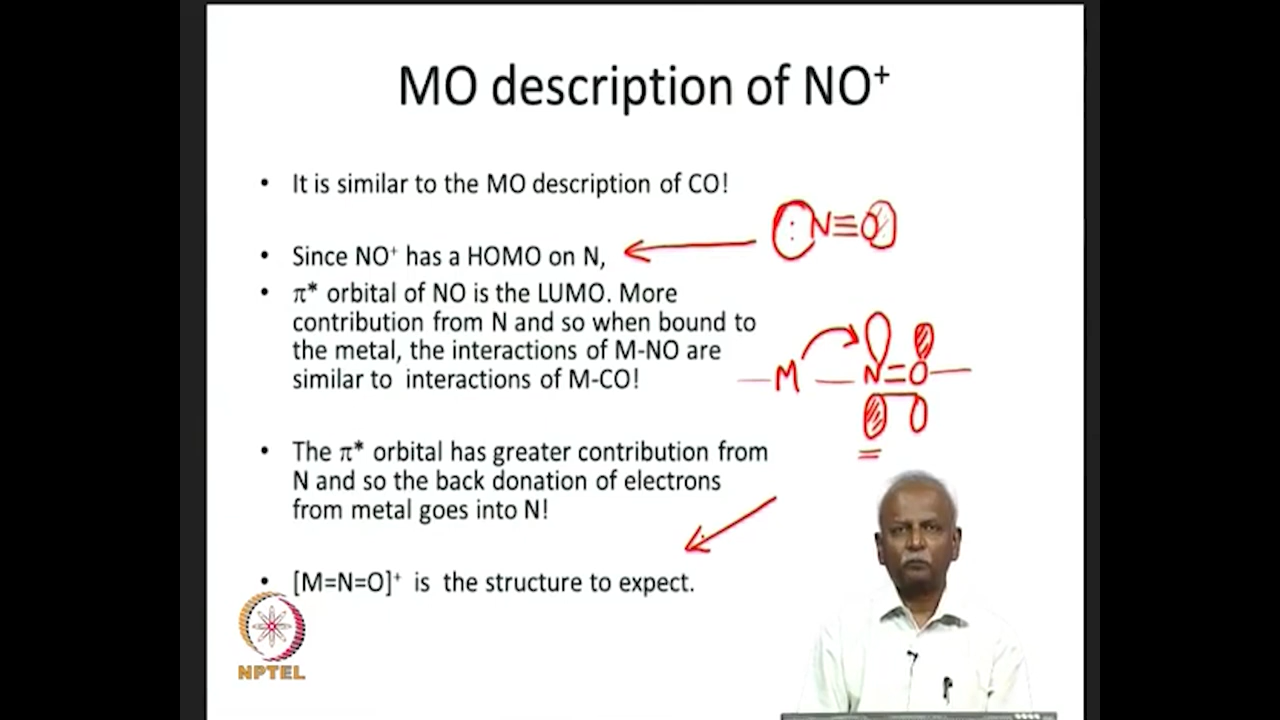 MO description of NO⁺
• It is similar to the MO description of CO!
:N≡O
• Since NO⁺ has a HOMO on N,
• π* orbital of NO is the LUMO. More
contribution from N and so when bound to
the metal, the interactions of M-NO are
similar to interactions of M-CO!
M — N=O
• The π* orbital has greater contribution from
N and so the back donation of electrons
from metal goes into N!
• [M=N=O]⁺ is the structure to expect.
NPTEL